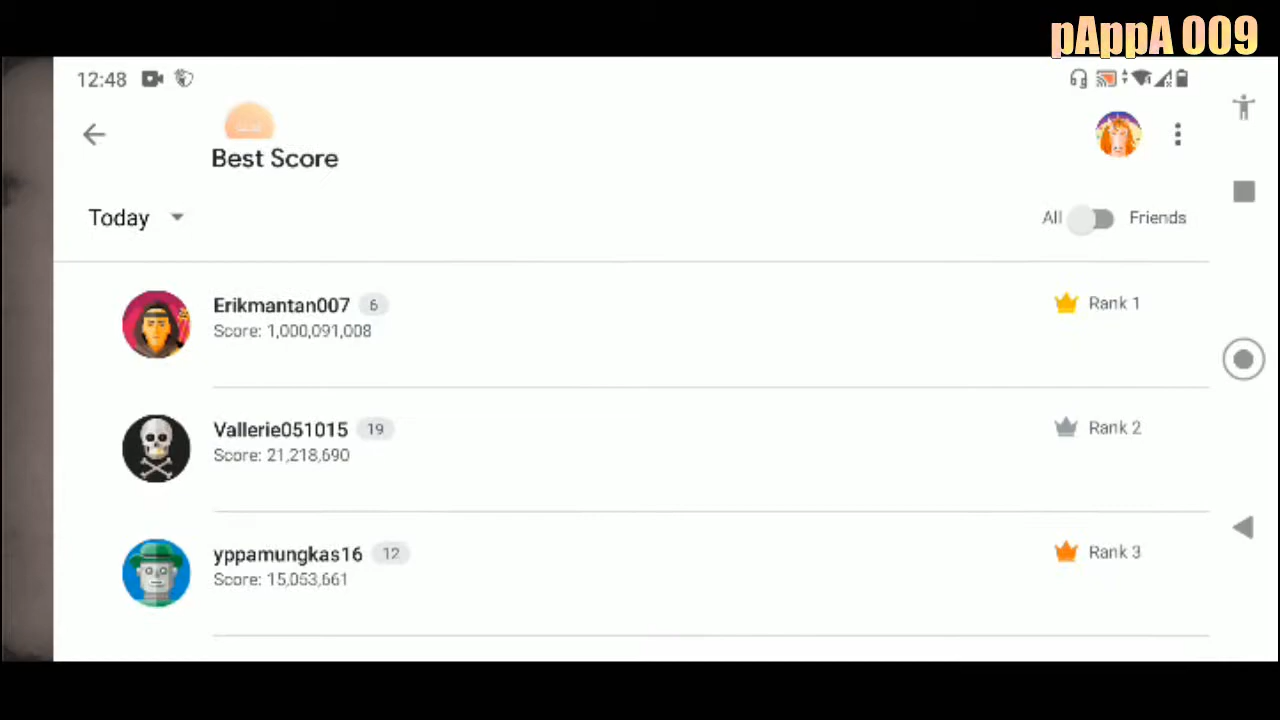 pAppA 009
12:48
Best Score
Today
All
Friends
Erikmantan007 6
Score: 1,000,091,008
Rank 1
Vallerie051015 19
Score: 21,218,690
Rank 2
yppamungkas16 12
Score: 15,053,661
Rank 3